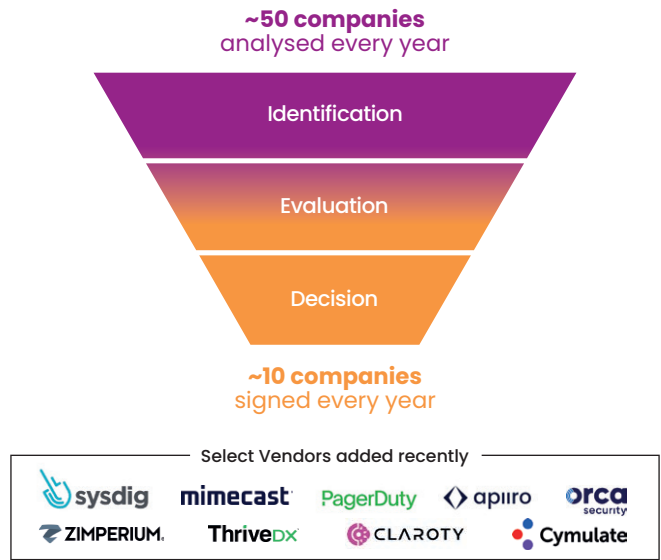 ~50 companies
analysed every year
Identification
Evaluation
Decision
~10 companies
signed every year
Select Vendors added recently
sysdig mimecast PagerDuty apiiro orca security
ZIMPERIUM. ThriveDX CLAROTY Cymulate